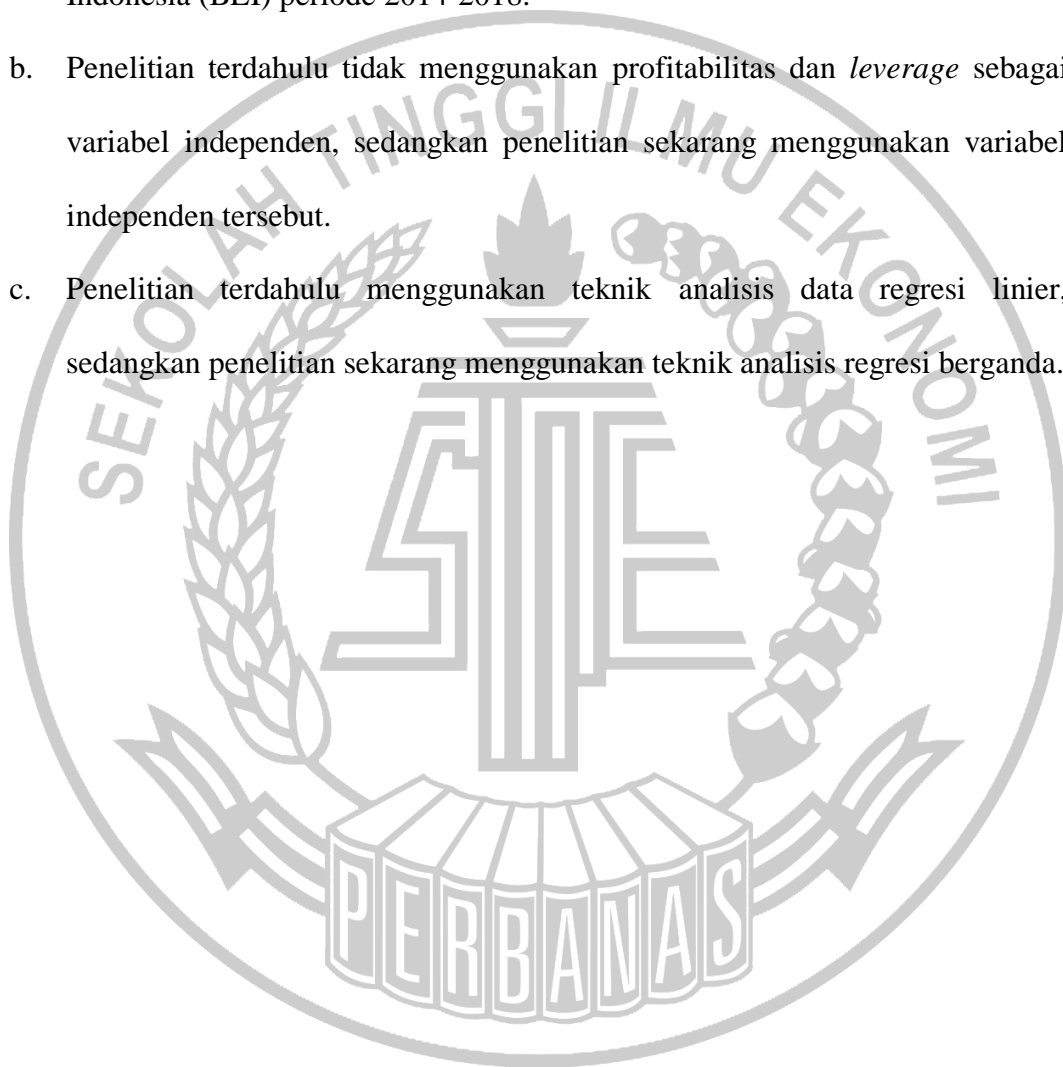 Indonesia (BEI) periode 2014-2018.
b. Penelitian terdahulu tidak menggunakan profitabilitas dan leverage sebagai
variabel independen, sedangkan penelitian sekarang menggunakan variabel
independen tersebut.
c. Penelitian terdahulu menggunakan teknik analisis data regresi linier,
sedangkan penelitian sekarang menggunakan teknik analisis regresi berganda.
SEKOLAH TINGGI ILMU EKONOMI
STIE
PERBANAS